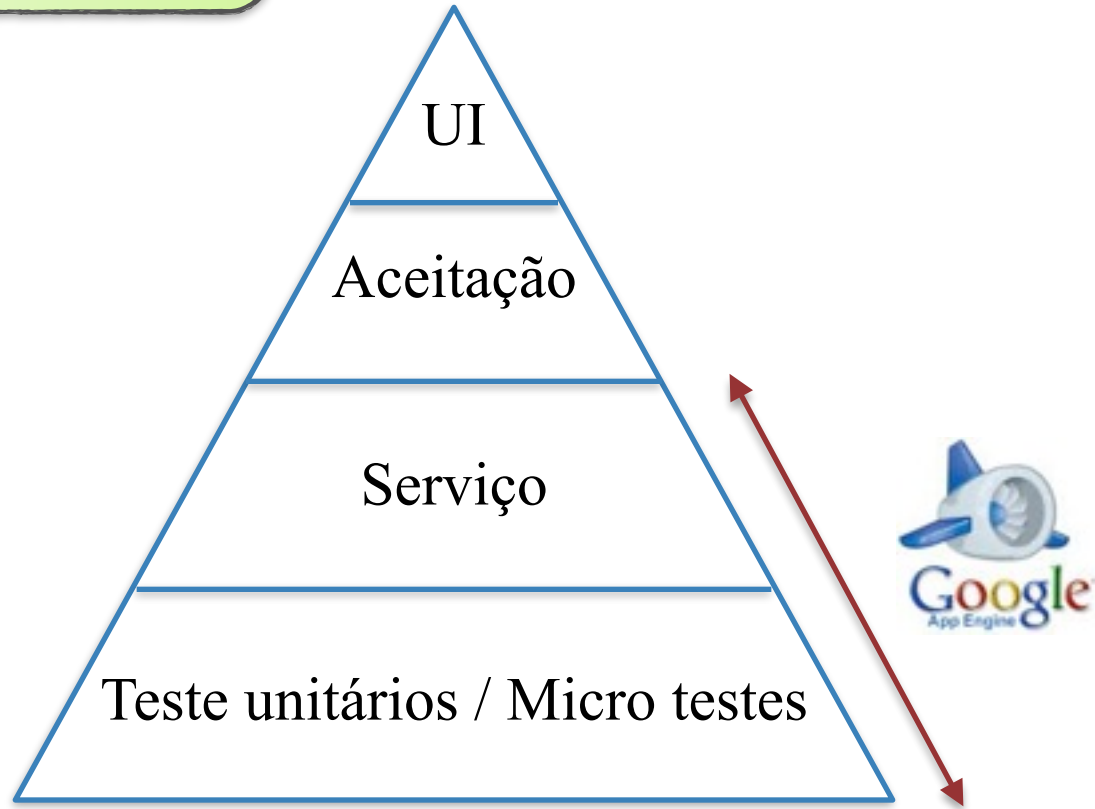 UI
Aceitação
Serviço
Teste unitários / Micro testes
Google
App Engine